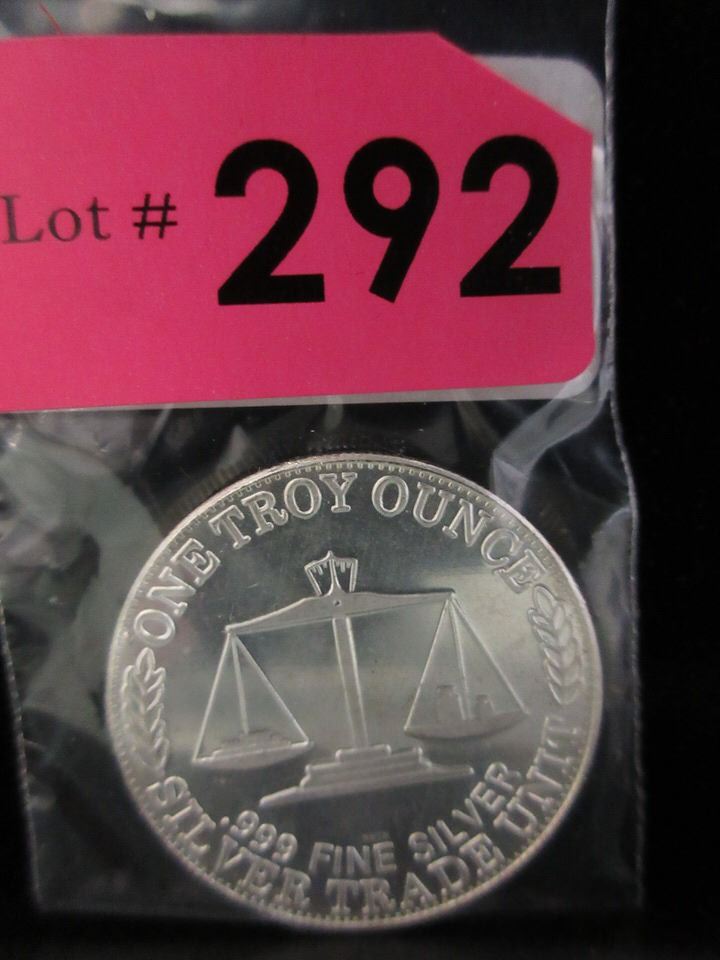 Lot # 292
ONE TROY OUNCE
.999 FINE SILVER
SILVER TRADE UNIT